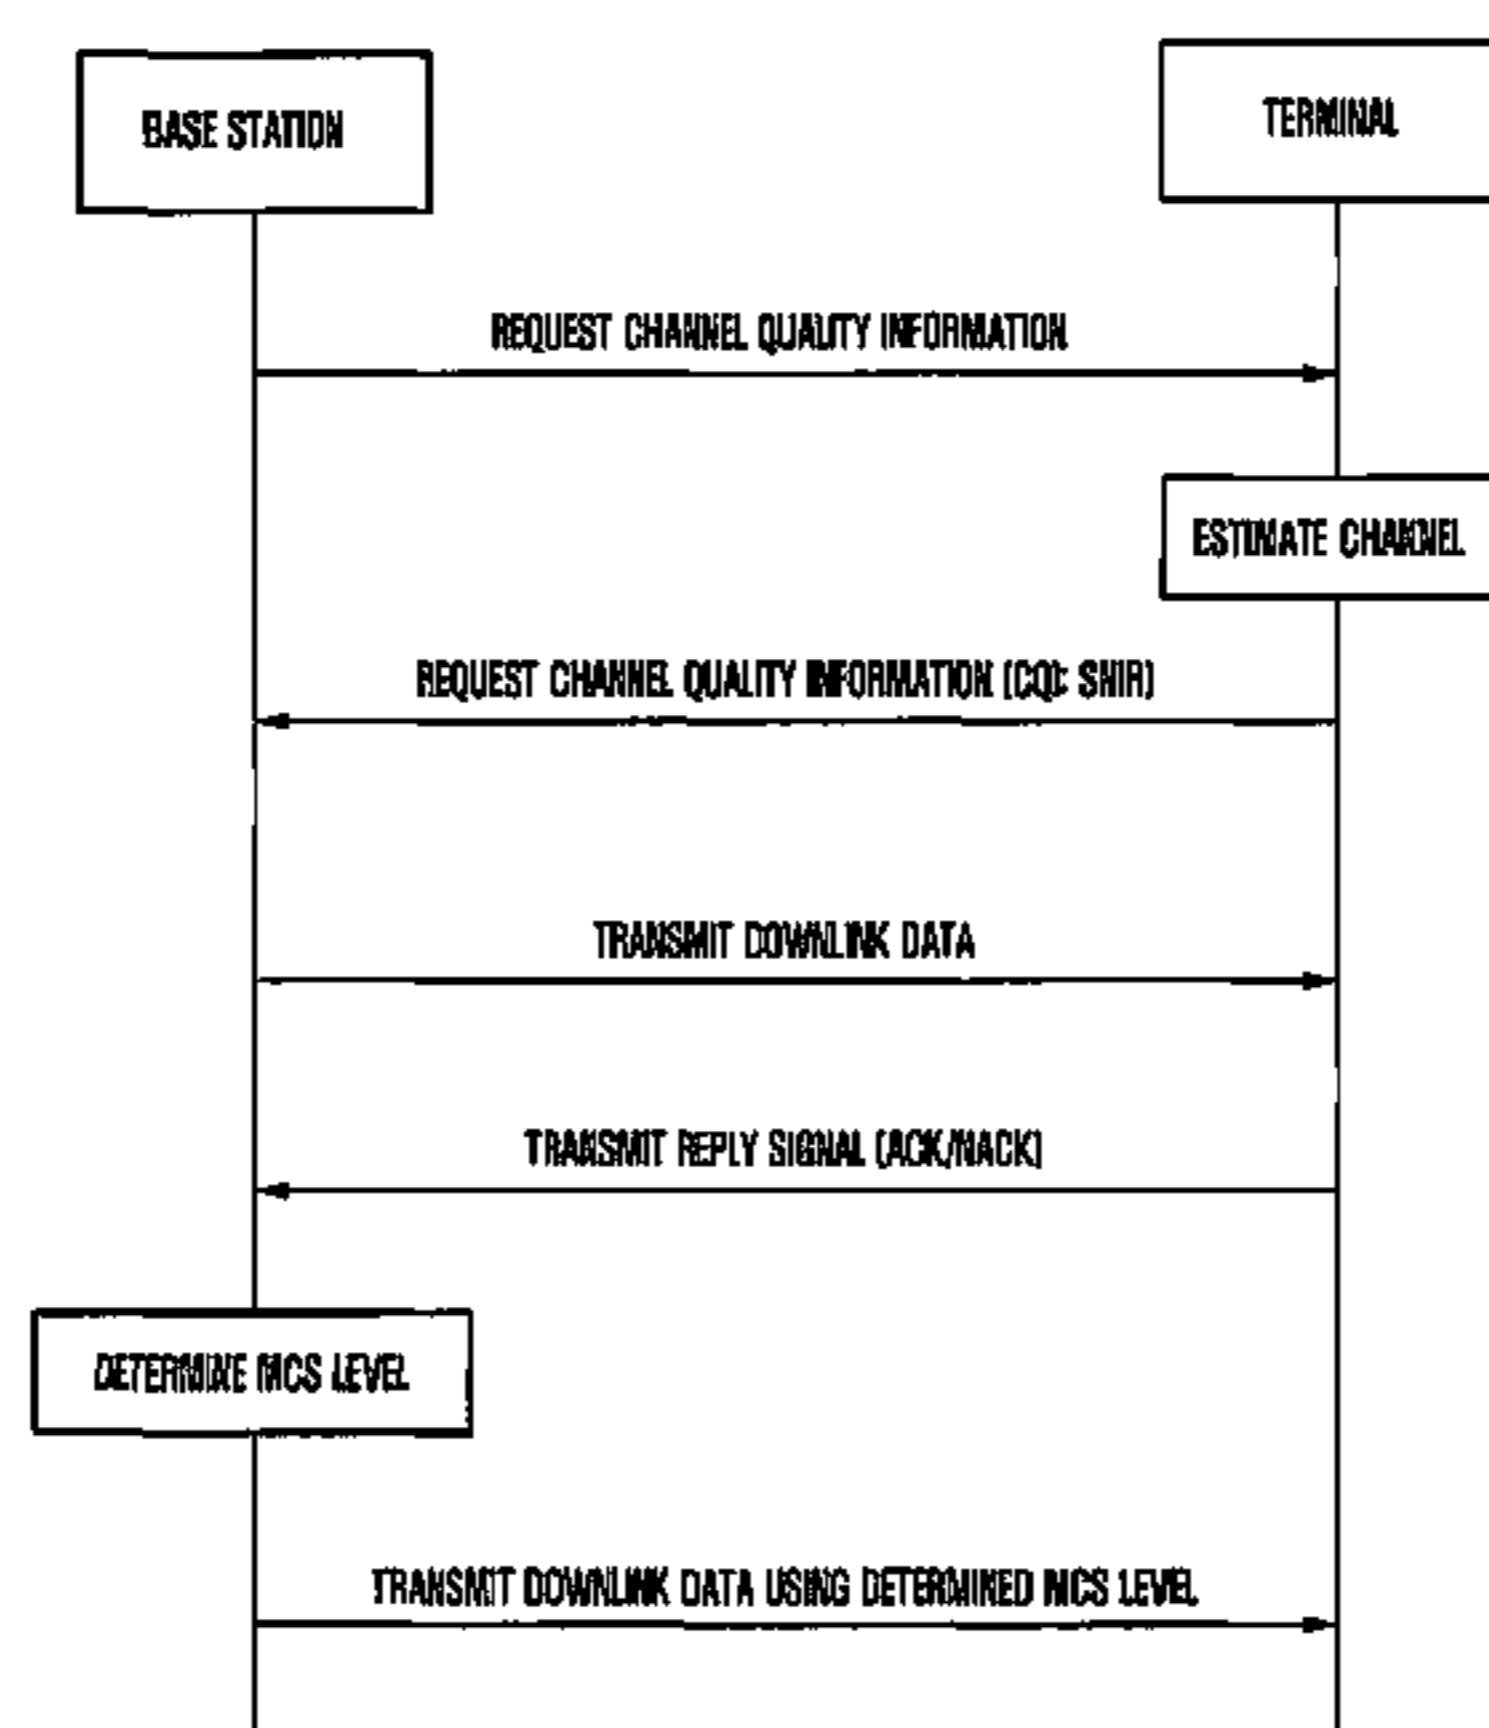 BASE STATION
TERMINAL
REQUEST CHANNEL QUALITY INFORMATION
ESTIMATE CHANNEL
REQUEST CHANNEL QUALITY INFORMATION (CQI: SNIR)
TRANSMIT DOWNLINK DATA
TRANSMIT REPLY SIGNAL (ACK/NACK)
DETERMINE MCS LEVEL
TRANSMIT DOWNLINK DATA USING DETERMINED MCS LEVEL